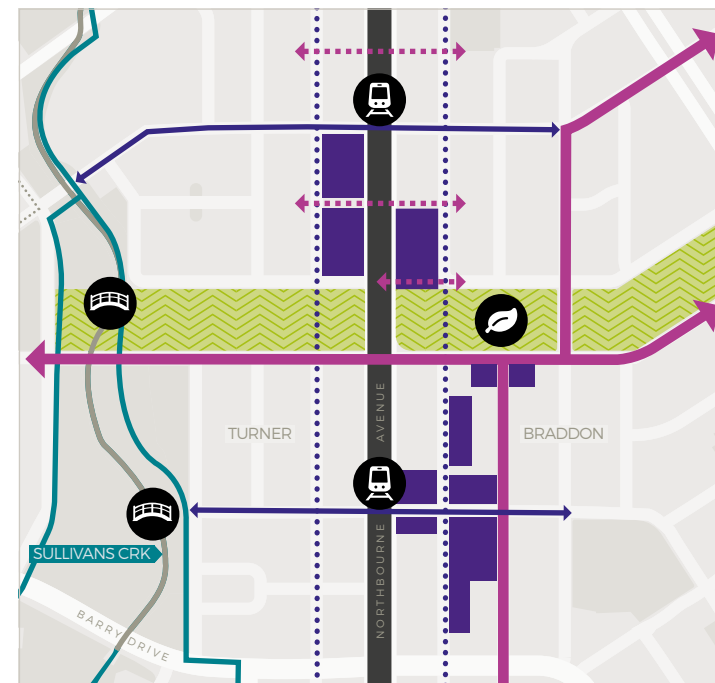 TURNER
BRADDON
NORTHBOURNE AVENUE
SULLIVANS CRK
BARRY DRIVE